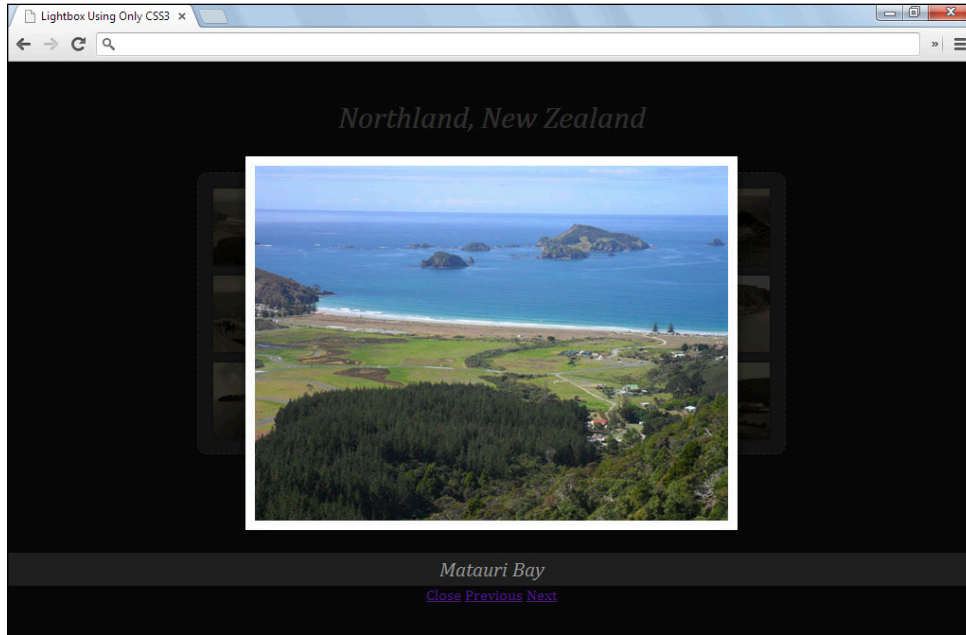 Lightbox Using Only CSS3
Northland, New Zealand
Matauri Bay
Close Previous Next